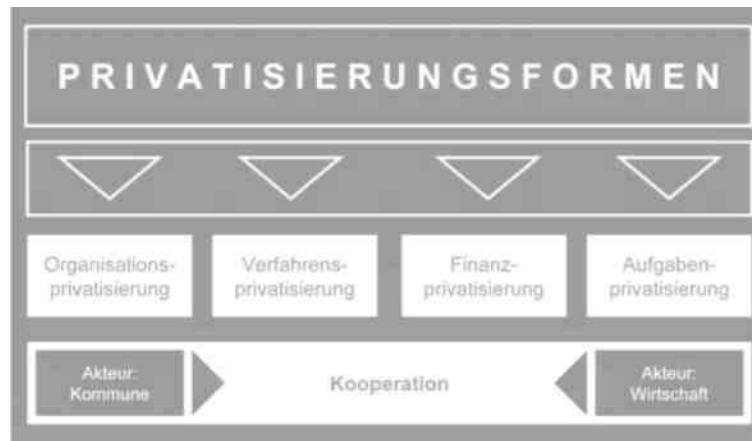 PRIVATISIERUNGSFORMEN
Organisations-
privatisierung
Verfahrens-
privatisierung
Finanz-
privatisierung
Aufgaben-
privatisierung
Akteur:
Kommune
Kooperation
Akteur:
Wirtschaft